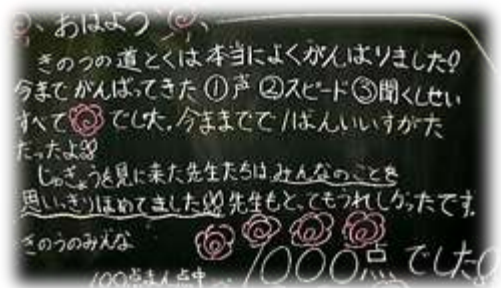 おはよう
きのうの道とくは本当によくがんばりました!!
今までがんばってきた①声②スピード③聞くしせい
すべてでした。今まででで1ばんいいすがた
だったよ!!
じゅぎょうを見に来た先生たちは、みんなのことを
思いっきりほめてました!!!先生もとってもうれしかったです。
きのうのみんな
100点まん点中
1000点でした!!